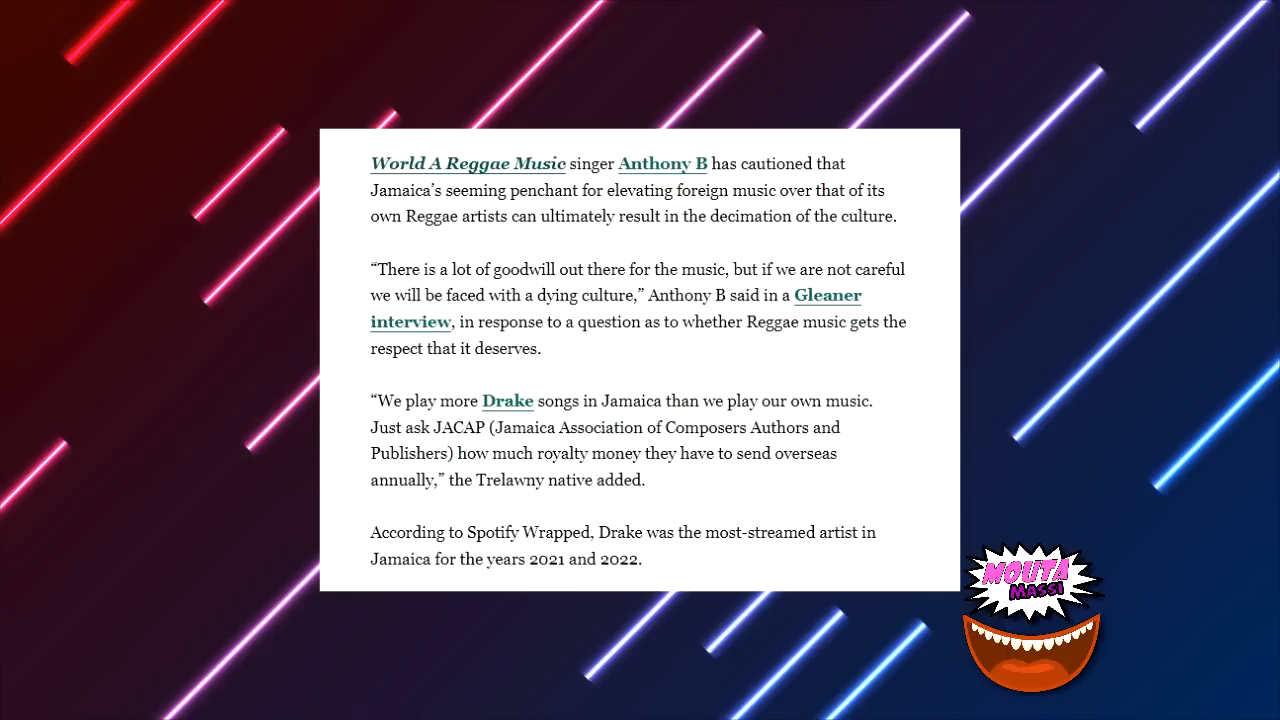 World A Reggae Music singer Anthony B has cautioned that
Jamaica’s seeming penchant for elevating foreign music over that of its
own Reggae artists can ultimately result in the decimation of the culture.
“There is a lot of goodwill out there for the music, but if we are not careful
we will be faced with a dying culture,” Anthony B said in a Gleaner
interview, in response to a question as to whether Reggae music gets the
respect that it deserves.
“We play more Drake songs in Jamaica than we play our own music.
Just ask JACAP (Jamaica Association of Composers Authors and
Publishers) how much royalty money they have to send overseas
annually,” the Trelawny native added.
According to Spotify Wrapped, Drake was the most-streamed artist in
Jamaica for the years 2021 and 2022.
MOUTA
MASSI